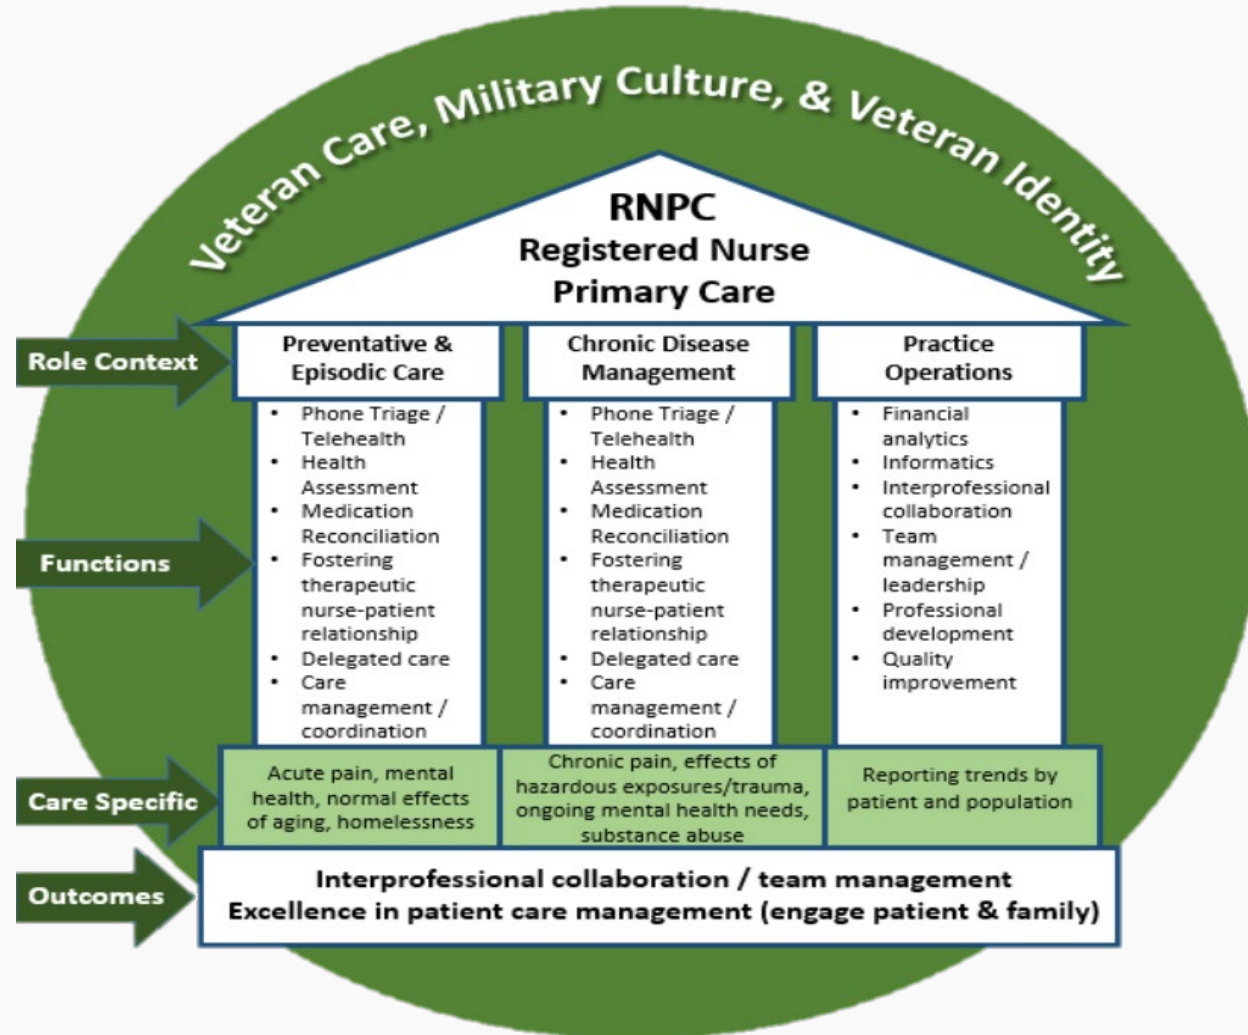 Veteran Care, Military Culture, & Veteran Identity
RNPC
Registered Nurse
Primary Care
Role Context
Preventative &
Episodic Care
Chronic Disease
Management
Practice
Operations
Functions
• Phone Triage /
Telehealth
• Health
Assessment
• Medication
Reconciliation
• Fostering
therapeutic
nurse-patient
relationship
• Delegated care
• Care
management /
coordination
• Phone Triage /
Telehealth
• Health
Assessment
• Medication
Reconciliation
• Fostering
therapeutic
nurse-patient
relationship
• Delegated care
• Care
management /
coordination
• Financial
analytics
• Informatics
• Interprofessional
collaboration
• Team
management /
leadership
• Professional
development
• Quality
improvement
Care Specific
Acute pain, mental
health, normal effects
of aging, homelessness
Chronic pain, effects of
hazardous exposures/trauma,
ongoing mental health needs,
substance abuse
Reporting trends by
patient and population
Outcomes
Interprofessional collaboration / team management
Excellence in patient care management (engage patient & family)